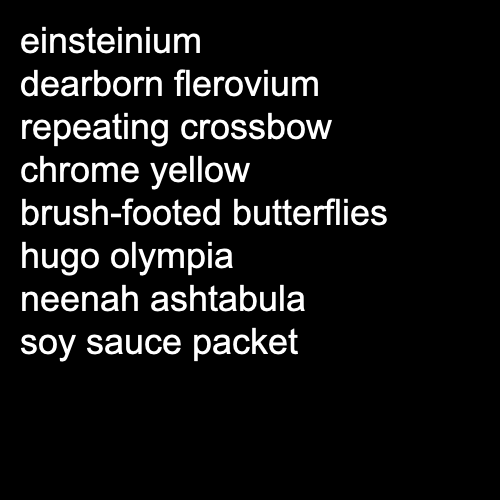 einsteinium
dearborn flerovium
repeating crossbow
chrome yellow
brush-footed butterflies
hugo olympia
neenah ashtabula
soy sauce packet